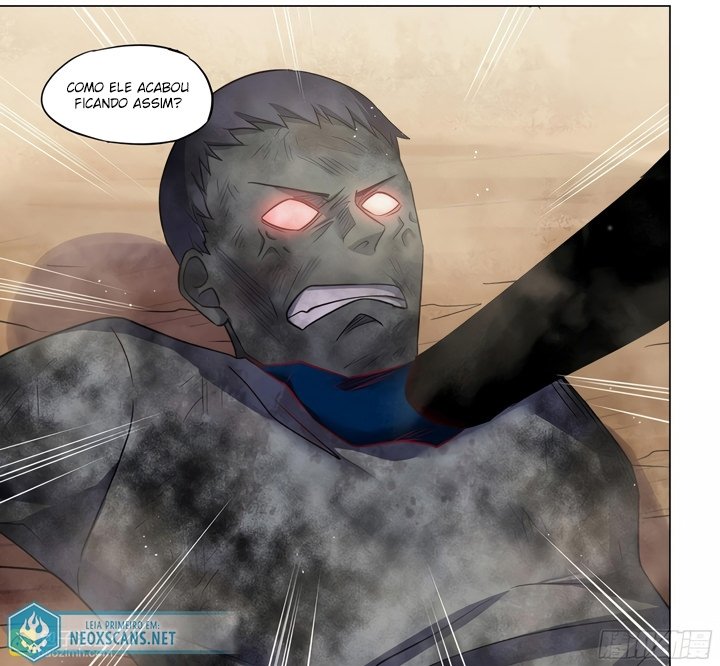 COMO ELE ACABOU
FICANDO ASSIM?
LEIA PRIMEIRO EM:
NEOXSCANS.NET